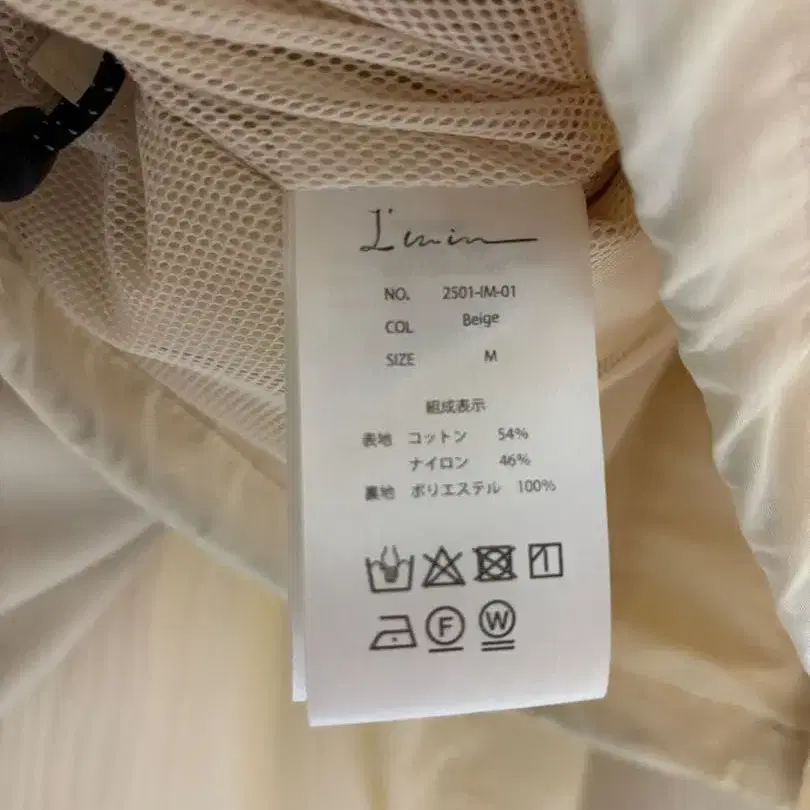 L'emin
NO. 2501-IM-01
COL Beige
SIZE M
組成表示
表地 コットン 54%
ナイロン 46%
裏地 ポリエステル 100%
F W